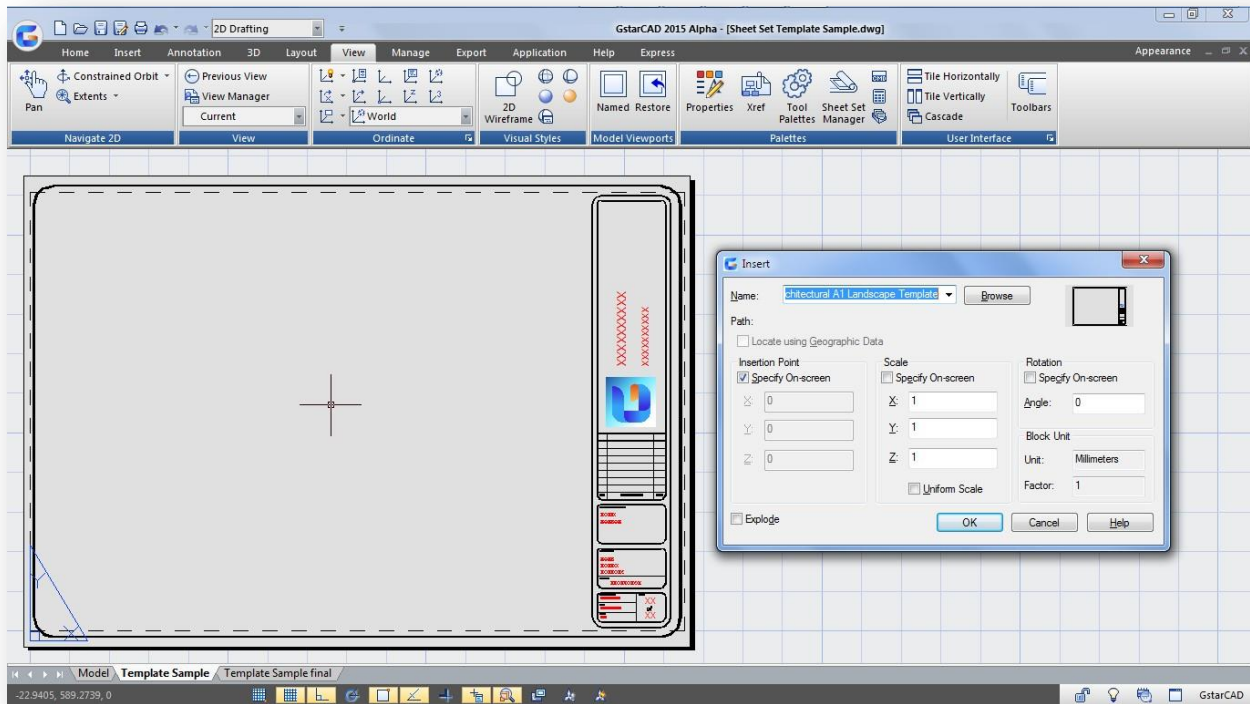 2D Drafting
GstarCAD 2015 Alpha - [Sheet Set Template Sample.dwg]
Home Insert Annotation 3D Layout View Manage Export Application Help Express Appearance
Constrained Orbit
Extents
Pan
Navigate 2D
Previous View
View Manager
Current
View
World
Ordinate
2D
Wireframe
Visual Styles
Named Restore
Model Viewports
Properties Xref Tool Palettes Sheet Set Manager
Palettes
Tile Horizontally
Tile Vertically
Cascade
Toolbars
User Interface
XXXXXXXXXX
XXXXXXXXXX
XX
of
XX
Y
X
Insert
Name: chitectural A1 Landscape Template Browse
Path:
Locate using Geographic Data
Insertion Point
Specify On-screen
X: 0
Y: 0
Z: 0
Scale
Specify On-screen
X: 1
Y: 1
Z: 1
Uniform Scale
Rotation
Specify On-screen
Angle: 0
Block Unit
Unit: Millimeters
Factor: 1
Explode
OK Cancel Help
Model Template Sample Template Sample final
-22.9405, 589.2739, 0
GstarCAD